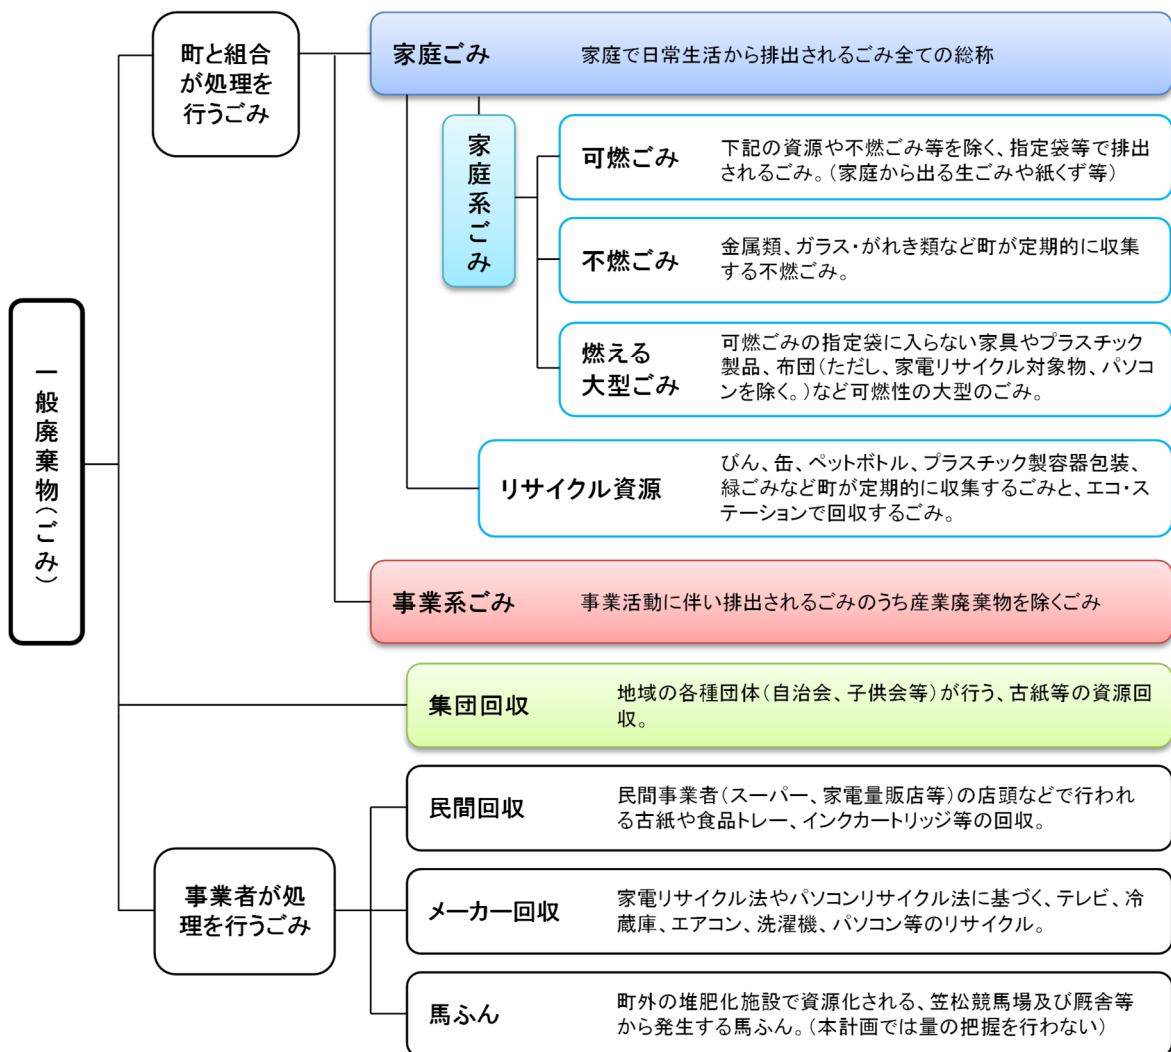 一般廃棄物(ごみ)
町と組合
が処理を
行うごみ
家庭ごみ
家庭で日常生活から排出されるごみ全ての総称
家庭系ごみ
可燃ごみ
下記の資源や不燃ごみ等を除く、指定袋等で排出
されるごみ。(家庭から出る生ごみや紙くず等)
不燃ごみ
金属類、ガラス・がれき類など町が定期的に収集
する不燃ごみ。
燃える
大型ごみ
可燃ごみの指定袋に入らない家具やプラスチック
製品、布団(ただし、家電リサイクル対象物、パソコ
ンを除く。)など可燃性の大型のごみ。
リサイクル資源
びん、缶、ペットボトル、プラスチック製容器包装、
緑ごみなど町が定期的に収集するごみと、エコ・ス
テーションで回収するごみ。
事業系ごみ
事業活動に伴い排出されるごみのうち産業廃棄物を除くごみ
集団回収
地域の各種団体(自治会、子供会等)が行う、古紙等の資源回
収。
事業者が処
理を行うごみ
民間回収
民間事業者(スーパー、家電量販店等)の店頭などで行われ
る古紙や食品トレー、インクカートリッジ等の回収。
メーカー回収
家電リサイクル法やパソコンリサイクル法に基づく、テレビ、冷
蔵庫、エアコン、洗濯機、パソコン等のリサイクル。
馬ふん
町外の堆肥化施設で資源化される、笠松競馬場及び厩舎等
から発生する馬ふん。(本計画では量の把握を行わない)